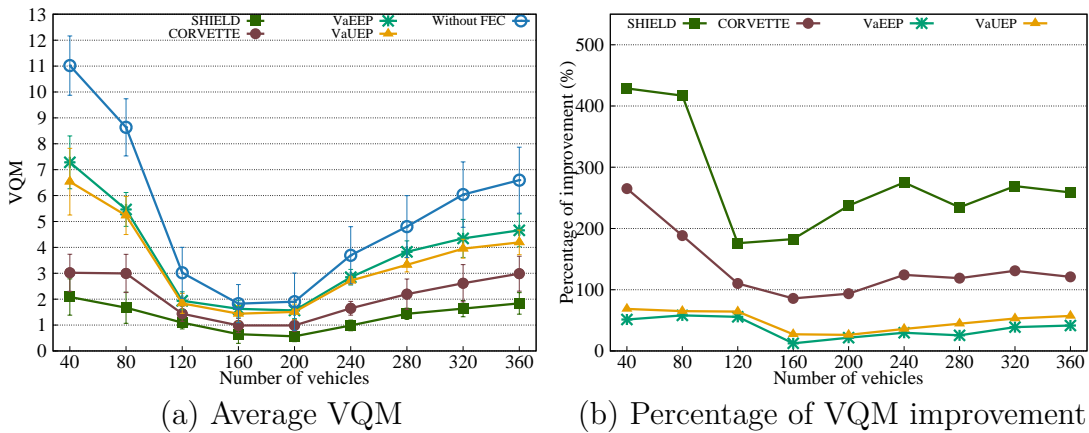 SHIELD VaEEP Without FEC
CORVETTE VaUEP
13
12
11
10
9
8
7
6
5
4
3
2
1
0
VQM
40 80 120 160 200 240 280 320 360
Number of vehicles
(a) Average VQM
SHIELD CORVETTE VaEEP VaUEP
500
400
300
200
100
0
Percentage of improvement (%)
40 80 120 160 200 240 280 320 360
Number of vehicles
(b) Percentage of VQM improvement